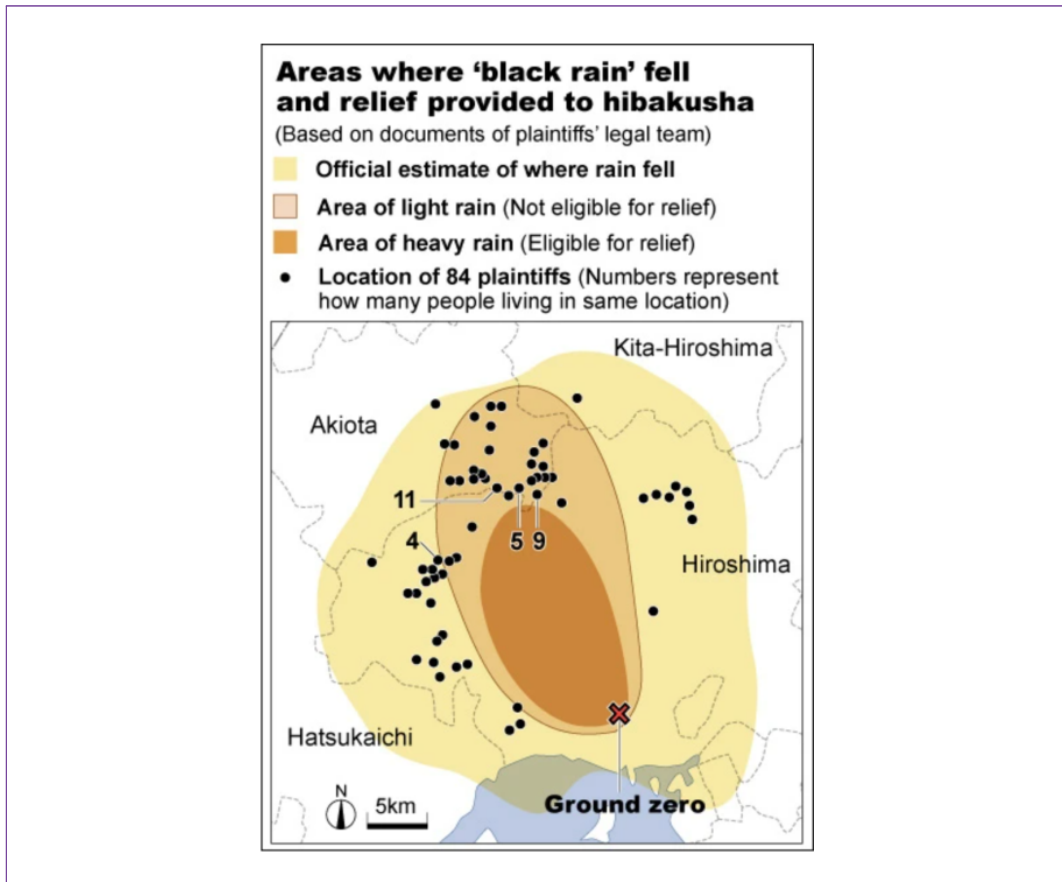 Areas where ‘black rain’ fell
and relief provided to hibakusha
(Based on documents of plaintiffs’ legal team)
Official estimate of where rain fell
Area of light rain (Not eligible for relief)
Area of heavy rain (Eligible for relief)
Location of 84 plaintiffs (Numbers represent
how many people living in same location)
Kita-Hiroshima
Akiota
11
4
5 9
Hiroshima
Hatsukaichi
N
5km
Ground zero